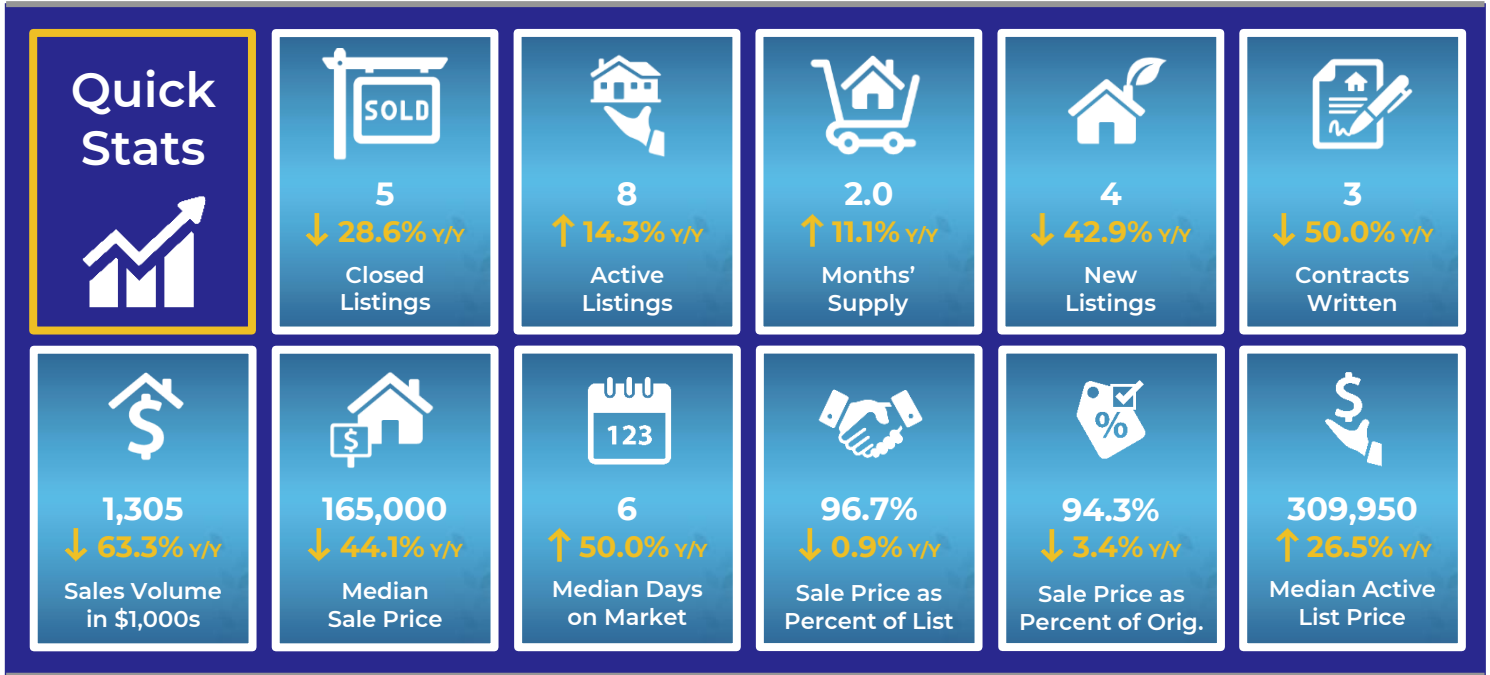 Quick
Stats
SOLD
5
↓ 28.6% Y/Y
Closed
Listings
8
↑ 14.3% Y/Y
Active
Listings
2.0
↑ 11.1% Y/Y
Months’
Supply
4
↓ 42.9% Y/Y
New
Listings
3
↓ 50.0% Y/Y
Contracts
Written
$
1,305
↓ 63.3% Y/Y
Sales Volume
in $1,000s
$
165,000
↓ 44.1% Y/Y
Median
Sale Price
123
6
↑ 50.0% Y/Y
Median Days
on Market
96.7%
↓ 0.9% Y/Y
Sale Price as
Percent of List
%
94.3%
↓ 3.4% Y/Y
Sale Price as
Percent of Orig.
$
309,950
↑ 26.5% Y/Y
Median Active
List Price